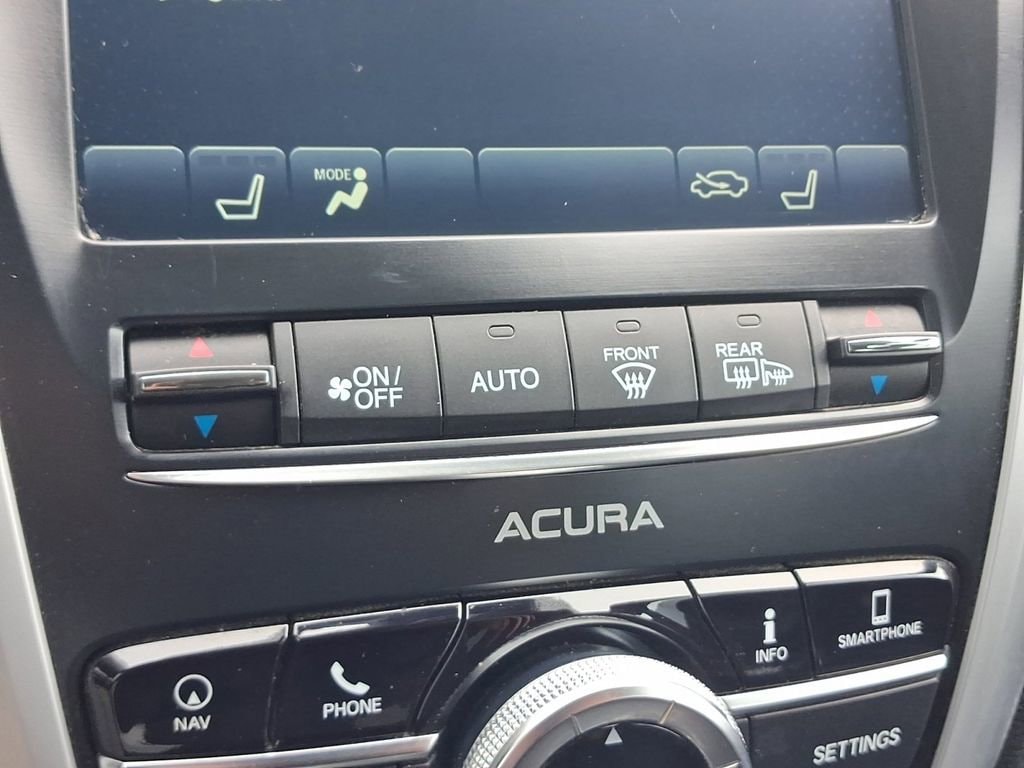 MODE
ON/
OFF
AUTO
FRONT
REAR
ACURA
NAV
PHONE
INFO
SMARTPHONE
SETTINGS